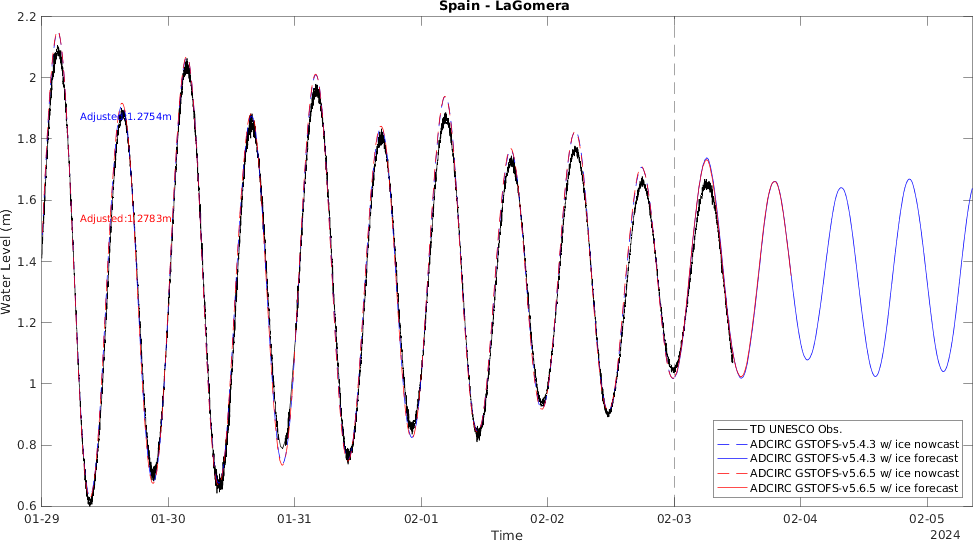 Spain - LaGomera
2.2
2
1.8
1.6
1.4
1.2
1
0.8
0.6
Water Level (m)
Adjusted:1.2754m
Adjusted:1.2783m
TD UNESCO Obs.
ADCIRC GSTOFS-v5.4.3 w/ ice nowcast
ADCIRC GSTOFS-v5.4.3 w/ ice forecast
ADCIRC GSTOFS-v5.6.5 w/ ice nowcast
ADCIRC GSTOFS-v5.6.5 w/ ice forecast
01-29 01-30 01-31 02-01 02-02 02-03 02-04 02-05
Time
2024